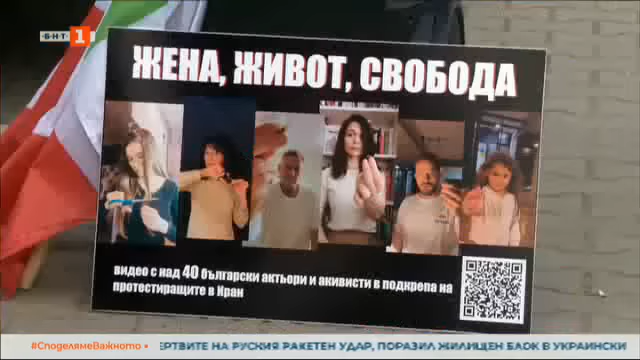 БНТ 1
ЖЕНА, ЖИВОТ, СВОБОДА
видео с над 40 български актьори и акивисти в подкрепа на
протестиращите в Иран
#СподелямеВажното • ЕРТВИТЕ НА РУСКИЯ РАКЕТЕН УДАР, ПОРАЗИЛ ЖИЛИЩЕН БЛОК В УКРАИНСКИ